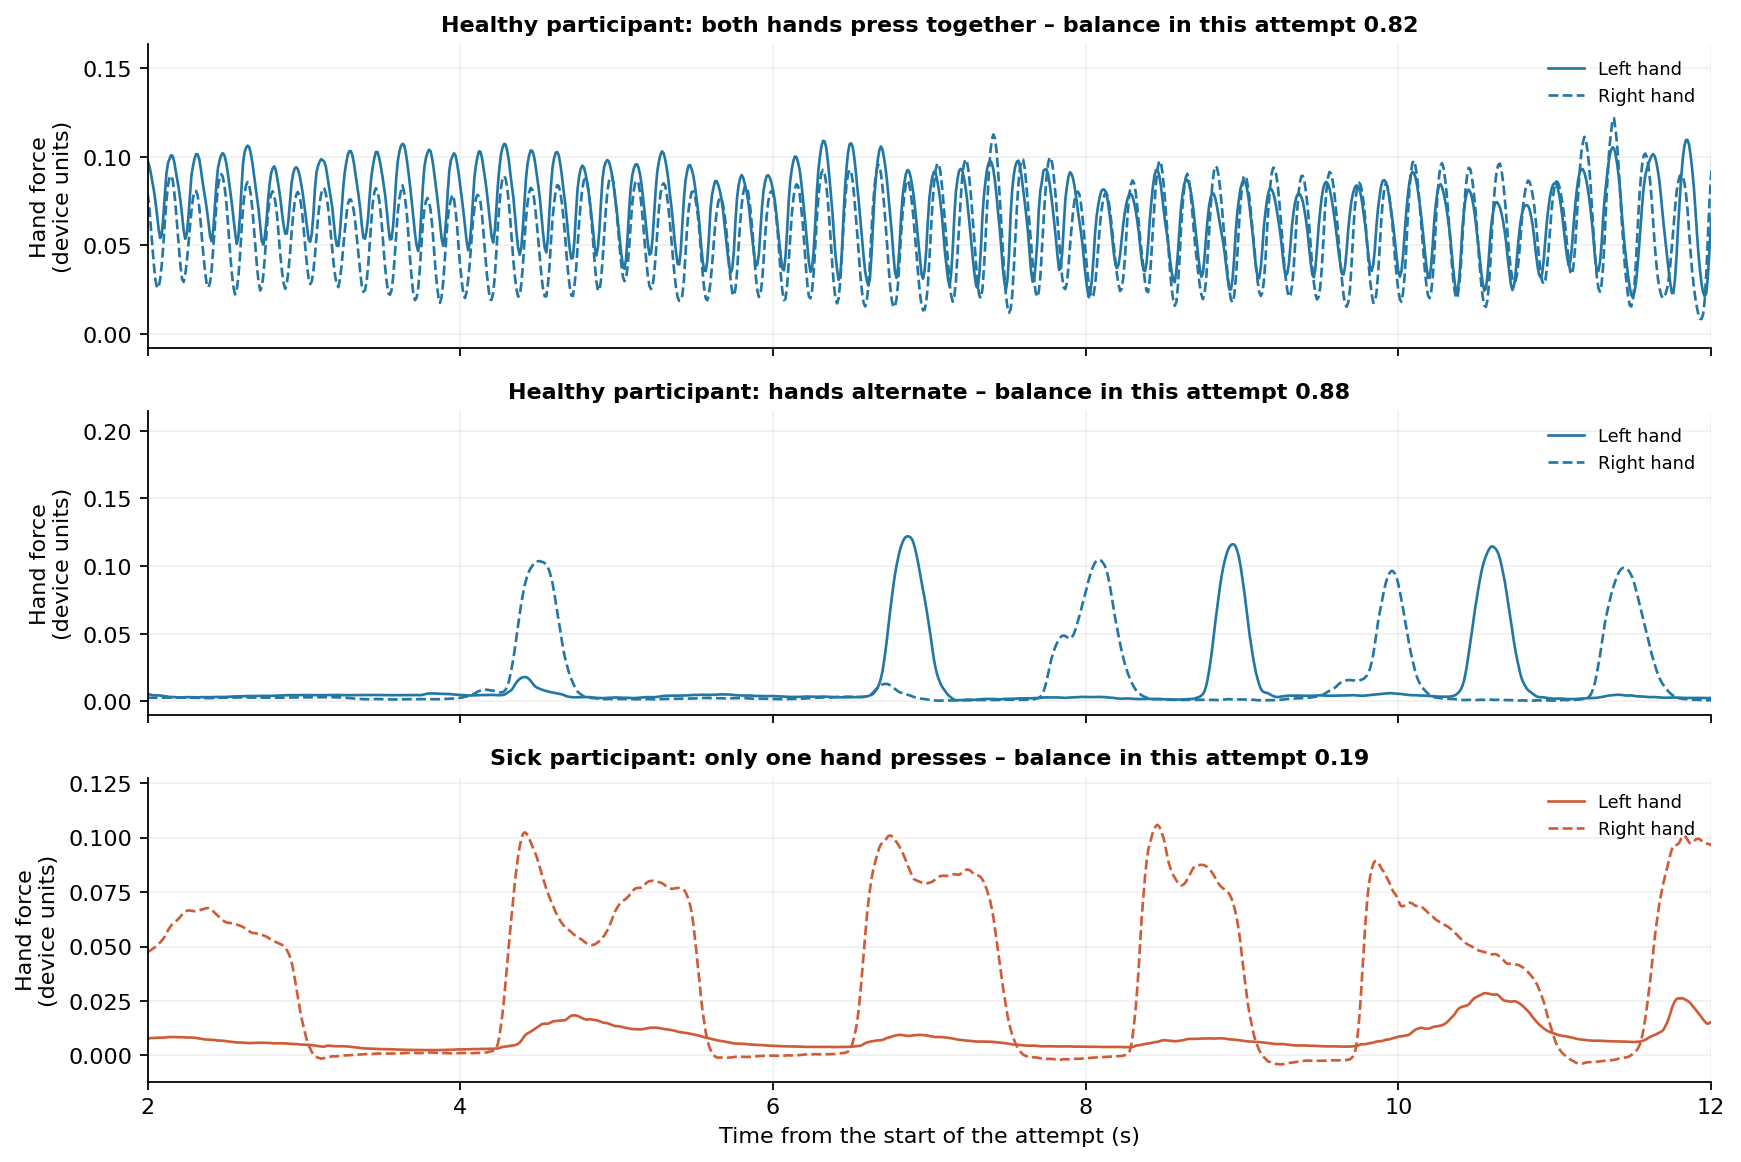 Healthy participant: both hands press together – balance in this attempt 0.82
Left hand
Right hand
Hand force
(device units)
0.15
0.10
0.05
0.00
Healthy participant: hands alternate – balance in this attempt 0.88
Left hand
Right hand
Hand force
(device units)
0.20
0.15
0.10
0.05
0.00
Sick participant: only one hand presses – balance in this attempt 0.19
Left hand
Right hand
Hand force
(device units)
0.125
0.100
0.075
0.050
0.025
0.000
2 4 6 8 10 12
Time from the start of the attempt (s)